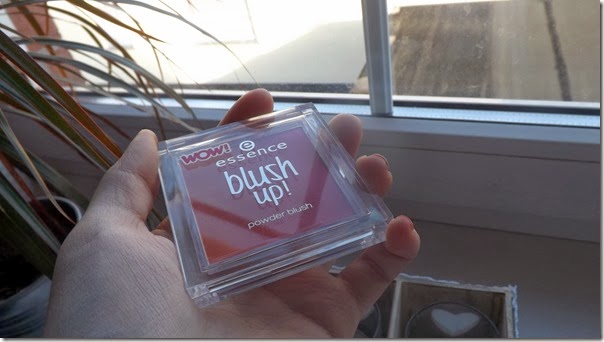 WOW!
e
essence
blush
up!
powder blush